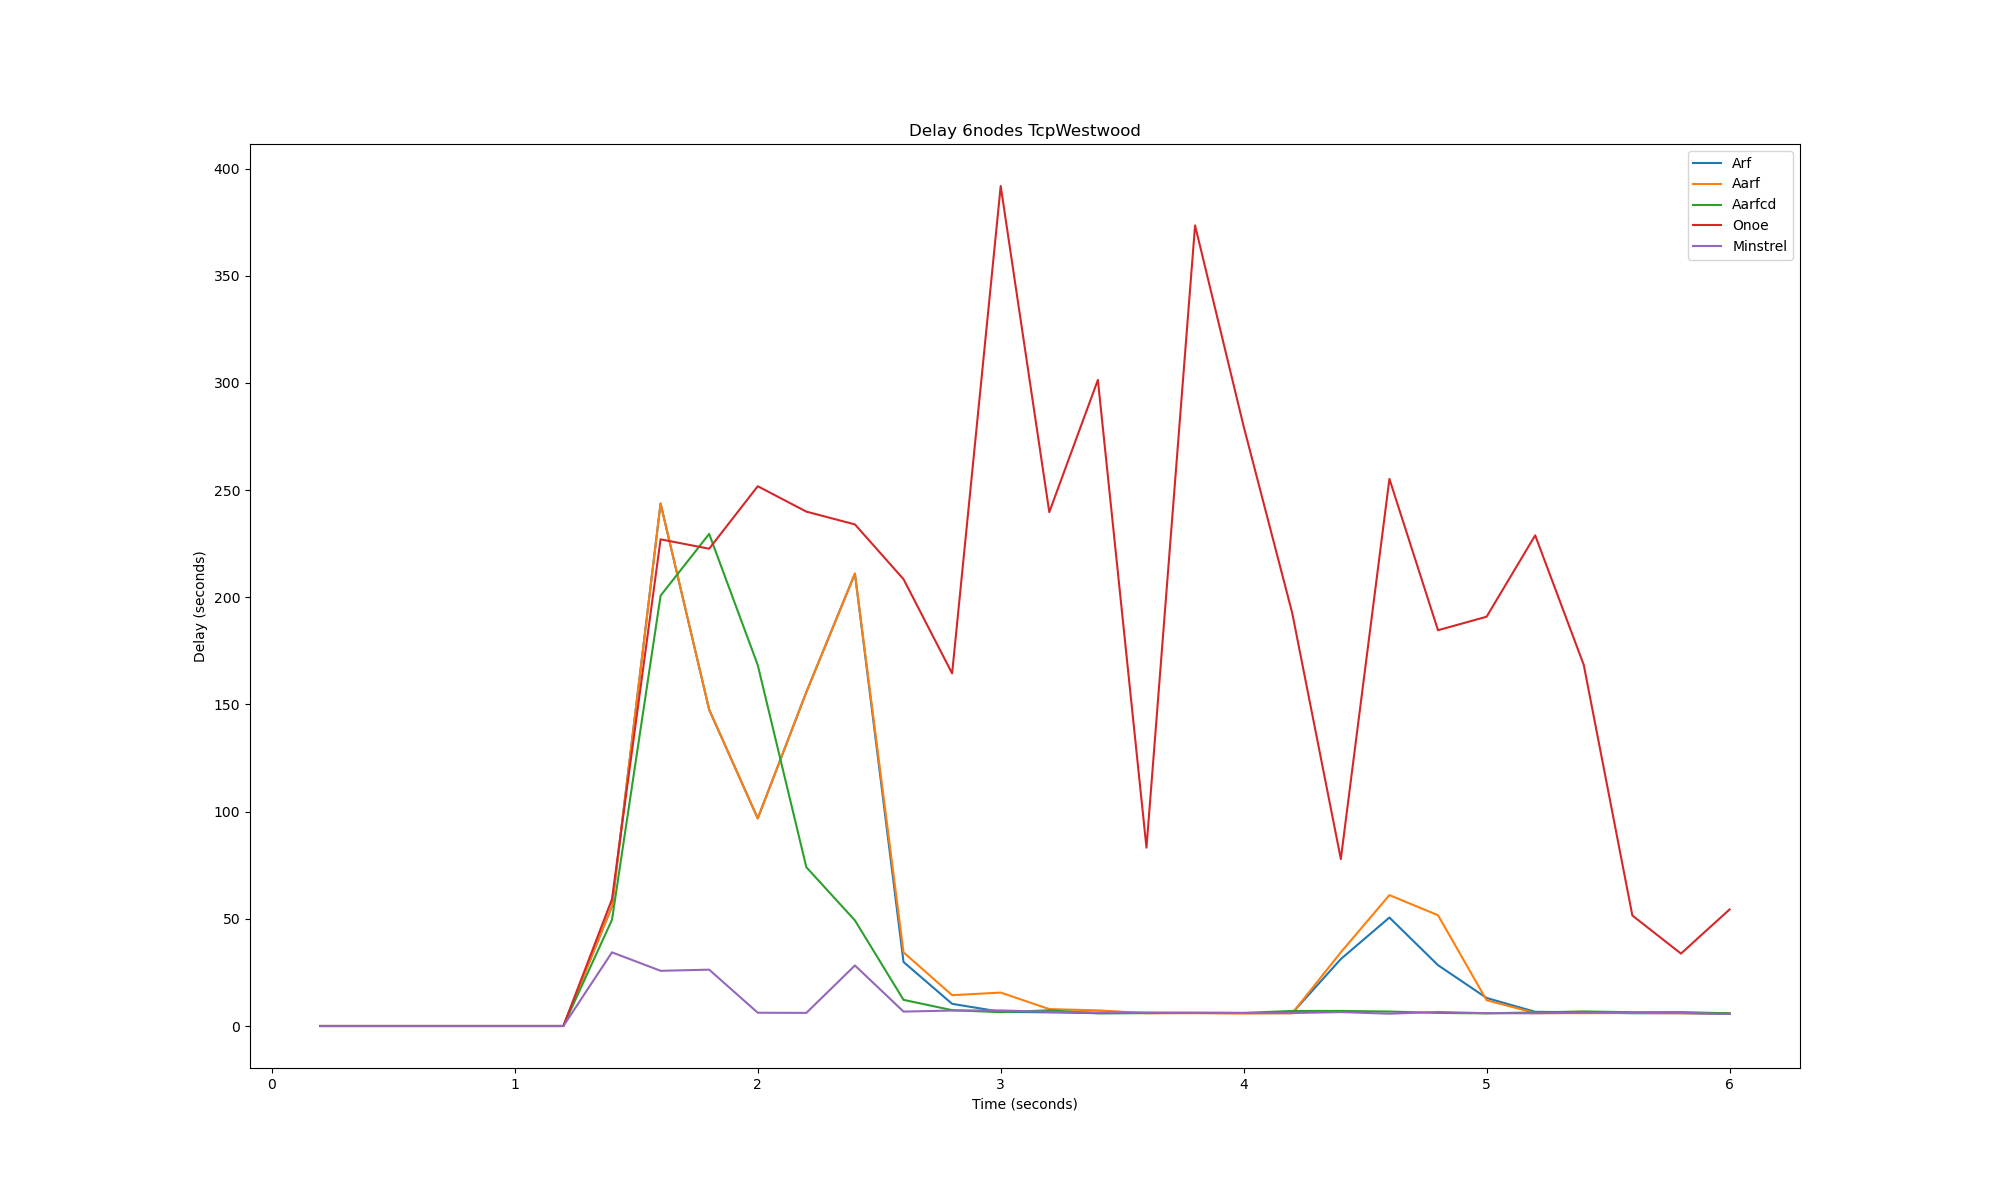 Delay 6nodes TcpWestwood
Arf
Aarf
Aarfcd
Onoe
Minstrel
400
350
300
250
200
150
100
50
0
Delay (seconds)
0 1 2 3 4 5 6
Time (seconds)